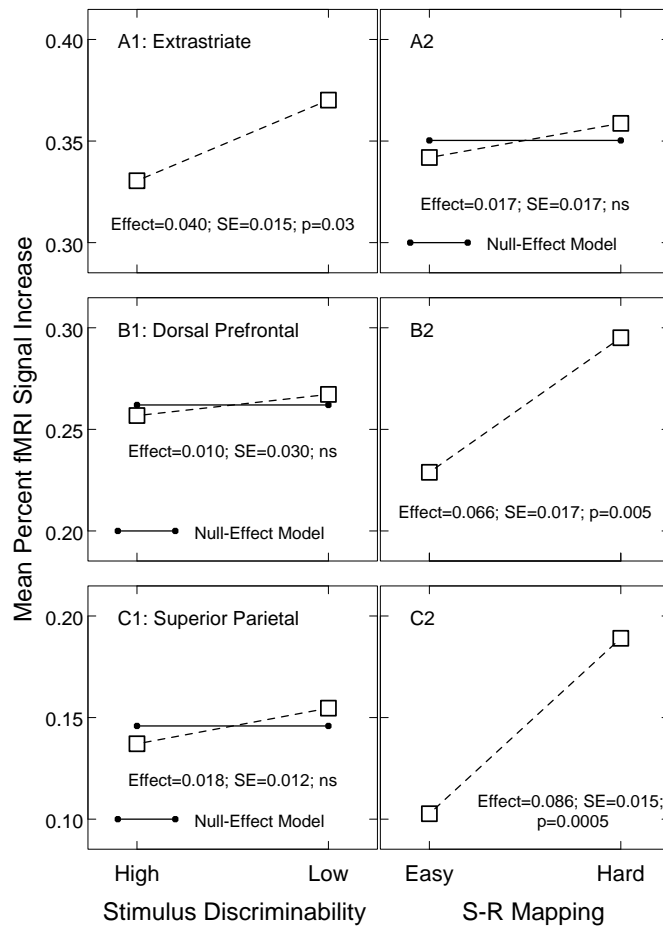 Mean Percent fMRI Signal Increase
0.40
0.35
0.30
A1: Extrastriate
Effect=0.040; SE=0.015; p=0.03
A2
Effect=0.017; SE=0.017; ns
Null-Effect Model
0.30
0.25
0.20
B1: Dorsal Prefrontal
Effect=0.010; SE=0.030; ns
Null-Effect Model
B2
Effect=0.066; SE=0.017; p=0.005
0.20
0.15
0.10
C1: Superior Parietal
Effect=0.018; SE=0.012; ns
Null-Effect Model
C2
Effect=0.086; SE=0.015;
p=0.0005
High
Low
Easy
Hard
Stimulus Discriminability
S-R Mapping